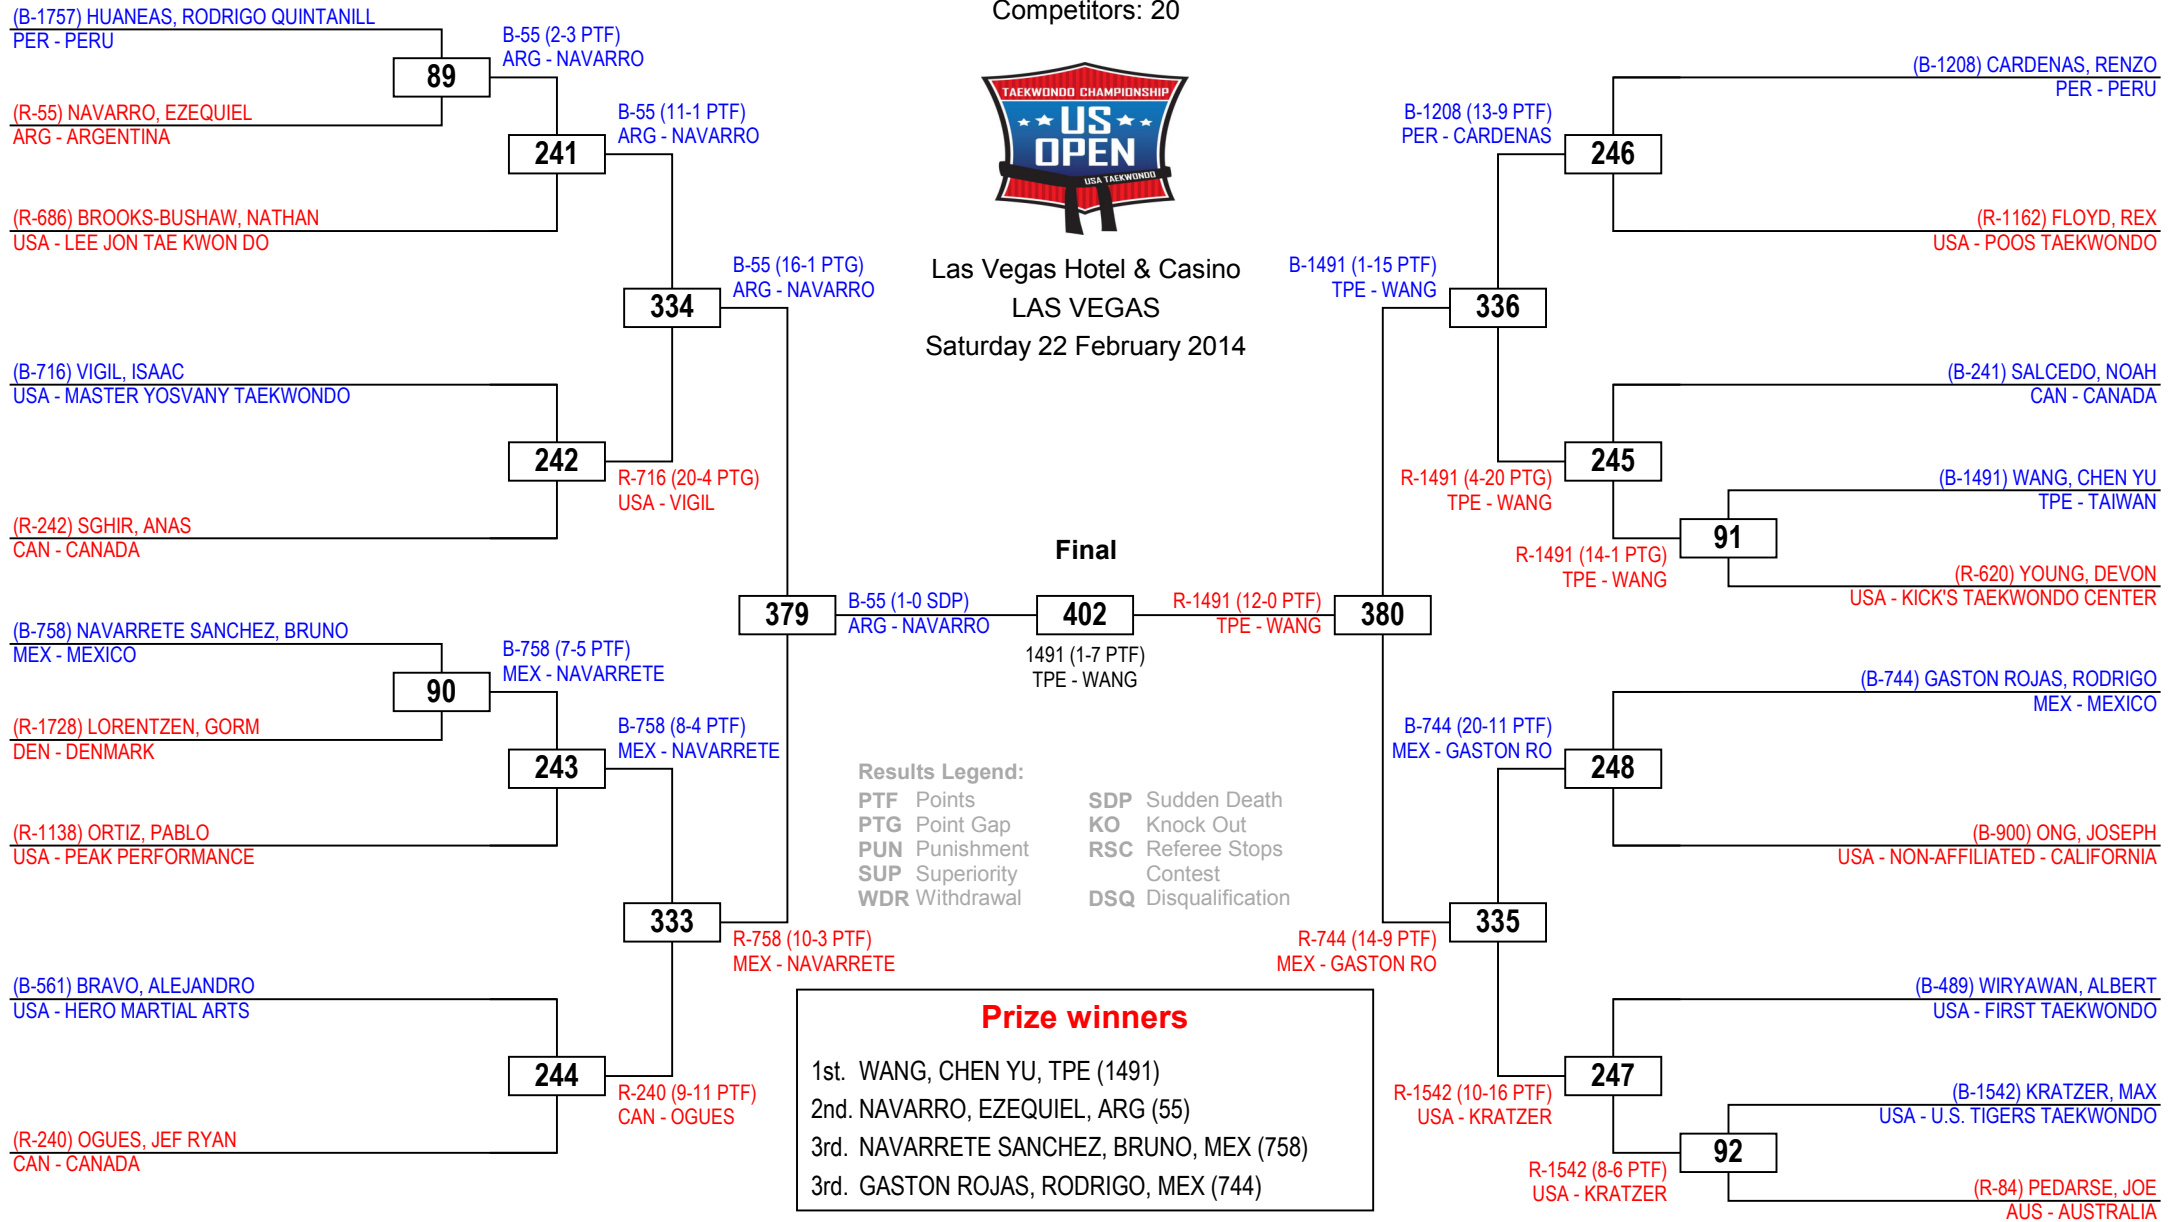 Competitors: 20
TAEKWONDO CHAMPIONSHIP
US
OPEN
USA TAEKWONDO
Las Vegas Hotel & Casino
LAS VEGAS
Saturday 22 February 2014
(B-1757) HUANEAS, RODRIGO QUINTANILL
PER - PERU
89
(R-55) NAVARRO, EZEQUIEL
ARG - ARGENTINA
B-55 (2-3 PTF)
ARG - NAVARRO
241
(R-686) BROOKS-BUSHAW, NATHAN
USA - LEE JON TAE KWON DO
B-55 (11-1 PTF)
ARG - NAVARRO
334
(B-716) VIGIL, ISAAC
USA - MASTER YOSVANY TAEKWONDO
242
(R-242) SGHIR, ANAS
CAN - CANADA
R-716 (20-4 PTG)
USA - VIGIL
B-55 (16-1 PTG)
ARG - NAVARRO
379
(B-758) NAVARRETE SANCHEZ, BRUNO
MEX - MEXICO
90
(R-1728) LORENTZEN, GORM
DEN - DENMARK
B-758 (7-5 PTF)
MEX - NAVARRETE
243
(R-1138) ORTIZ, PABLO
USA - PEAK PERFORMANCE
B-758 (8-4 PTF)
MEX - NAVARRETE
333
(B-561) BRAVO, ALEJANDRO
USA - HERO MARTIAL ARTS
244
(R-240) OGUES, JEF RYAN
CAN - CANADA
R-240 (9-11 PTF)
CAN - OGUES
R-758 (10-3 PTF)
MEX - NAVARRETE
B-55 (1-0 SDP)
ARG - NAVARRO
Final
402
1491 (1-7 PTF)
TPE - WANG
R-1491 (12-0 PTF)
TPE - WANG
380
B-1491 (1-15 PTF)
TPE - WANG
336
B-1208 (13-9 PTF)
PER - CARDENAS
246
(B-1208) CARDENAS, RENZO
PER - PERU
(R-1162) FLOYD, REX
USA - POOS TAEKWONDO
R-1491 (4-20 PTG)
TPE - WANG
245
(B-241) SALCEDO, NOAH
CAN - CANADA
R-1491 (14-1 PTG)
TPE - WANG
91
(B-1491) WANG, CHEN YU
TPE - TAIWAN
(R-620) YOUNG, DEVON
USA - KICK'S TAEKWONDO CENTER
R-744 (14-9 PTF)
MEX - GASTON RO
335
B-744 (20-11 PTF)
MEX - GASTON RO
248
(B-744) GASTON ROJAS, RODRIGO
MEX - MEXICO
(B-900) ONG, JOSEPH
USA - NON-AFFILIATED - CALIFORNIA
R-1542 (10-16 PTF)
USA - KRATZER
247
(B-489) WIRYAWAN, ALBERT
USA - FIRST TAEKWONDO
R-1542 (8-6 PTF)
USA - KRATZER
92
(B-1542) KRATZER, MAX
USA - U.S. TIGERS TAEKWONDO
(R-84) PEDARSE, JOE
AUS - AUSTRALIA
Results Legend:
PTF Points
PTG Point Gap
PUN Punishment
SUP Superiority
WDR Withdrawal
SDP Sudden Death
KO Knock Out
RSC Referee Stops
Contest
DSQ Disqualification
Prize winners
1st. WANG, CHEN YU, TPE (1491)
2nd. NAVARRO, EZEQUIEL, ARG (55)
3rd. NAVARRETE SANCHEZ, BRUNO, MEX (758)
3rd. GASTON ROJAS, RODRIGO, MEX (744)